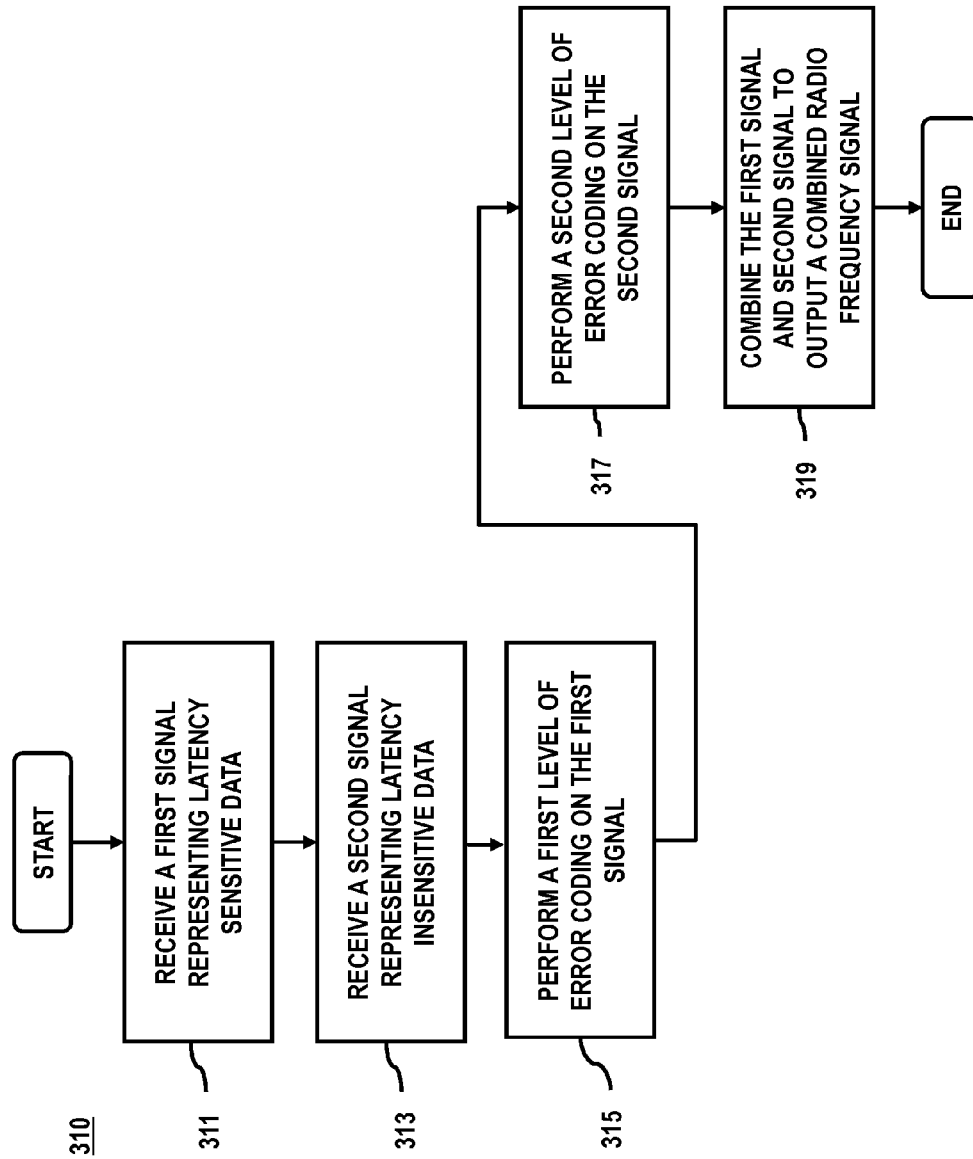 310
START
RECEIVE A FIRST SIGNAL
REPRESENTING LATENCY
SENSITIVE DATA
311
RECEIVE A SECOND SIGNAL
REPRESENTING LATENCY
INSENSITIVE DATA
313
PERFORM A FIRST LEVEL OF
ERROR CODING ON THE FIRST
SIGNAL
315
PERFORM A SECOND LEVEL OF
ERROR CODING ON THE
SECOND SIGNAL
317
COMBINE THE FIRST SIGNAL
AND SECOND SIGNAL TO
OUTPUT A COMBINED RADIO
FREQUENCY SIGNAL
319
END